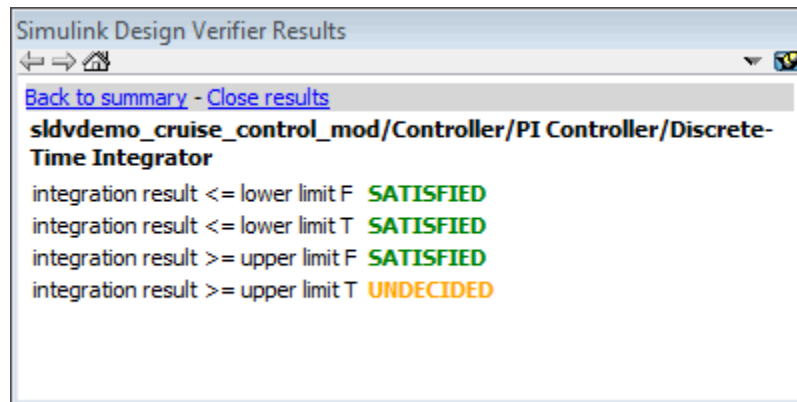 Simulink Design Verifier Results
Back to summary - Close results
sldvdemo_cruise_control_mod/Controller/PI Controller/Discrete-
Time Integrator
integration result <= lower limit F SATISFIED
integration result <= lower limit T SATISFIED
integration result >= upper limit F SATISFIED
integration result >= upper limit T UNDECIDED